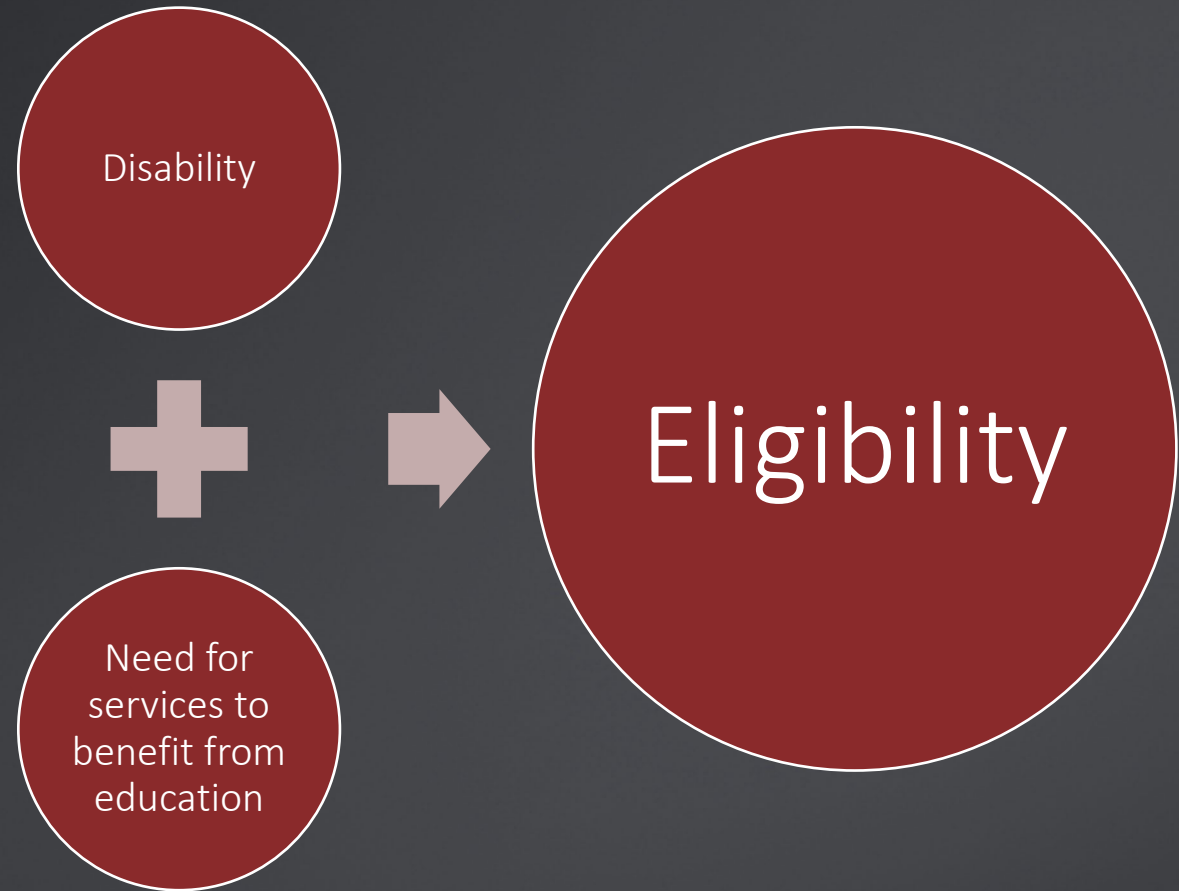 Disability
Need for
services to
benefit from
education
Eligibility